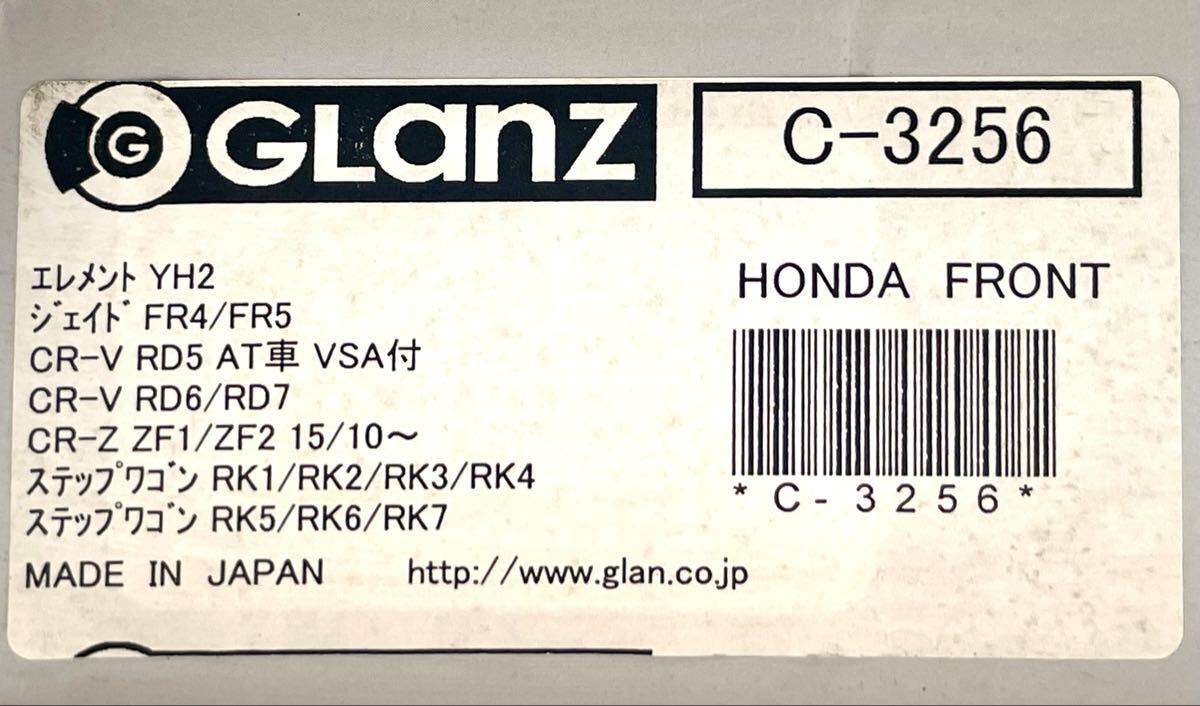 G GLanz
C-3256
エレメント YH2
ジェイド FR4/FR5
CR-V RD5 AT車 VSA付
CR-V RD6/RD7
CR-Z ZF1/ZF2 15/10～
ステップワゴン RK1/RK2/RK3/RK4
ステップワゴン RK5/RK6/RK7
MADE IN JAPAN http://www.glan.co.jp
HONDA FRONT
*C-3256*